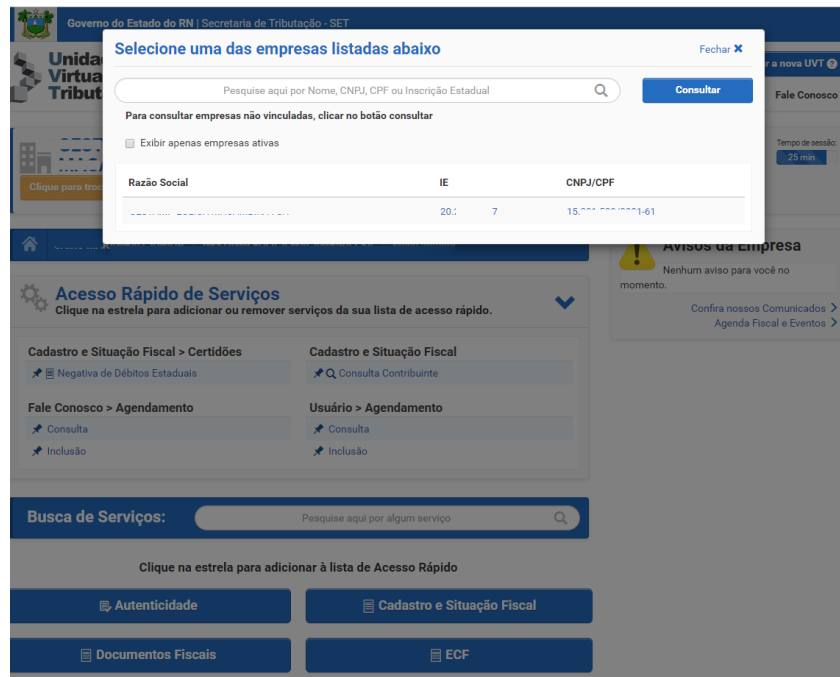 Governo do Estado do RN | Secretaria de Tributação - SET
Selecione uma das empresas listadas abaixo
Fechar ✖
Unida
Virtua
Tribut
r a nova UVT
Fale Conosco
Pesquise aqui por Nome, CNPJ, CPF ou Inscrição Estadual
Consultar
Para consultar empresas não vinculadas, clicar no botão consultar
Exibir apenas empresas ativas
Tempo de sessão:
25 min
Clique para troc
Razão Social
IE
CNPJ/CPF
Avisos da Empresa
Nenhum aviso para você no
momento.
Confira nossos Comunicados >
Agenda Fiscal e Eventos >
Acesso Rápido de Serviços
Clique na estrela para adicionar ou remover serviços da sua lista de acesso rápido.
Cadastro e Situação Fiscal > Certidões
Negativa de Débitos Estaduais
Cadastro e Situação Fiscal
Consulta Contribuinte
Fale Conosco > Agendamento
Consulta
Inclusão
Usuário > Agendamento
Consulta
Inclusão
Busca de Serviços:
Pesquise aqui por algum serviço
Clique na estrela para adicionar à lista de Acesso Rápido
Autenticidade
Cadastro e Situação Fiscal
Documentos Fiscais
ECF